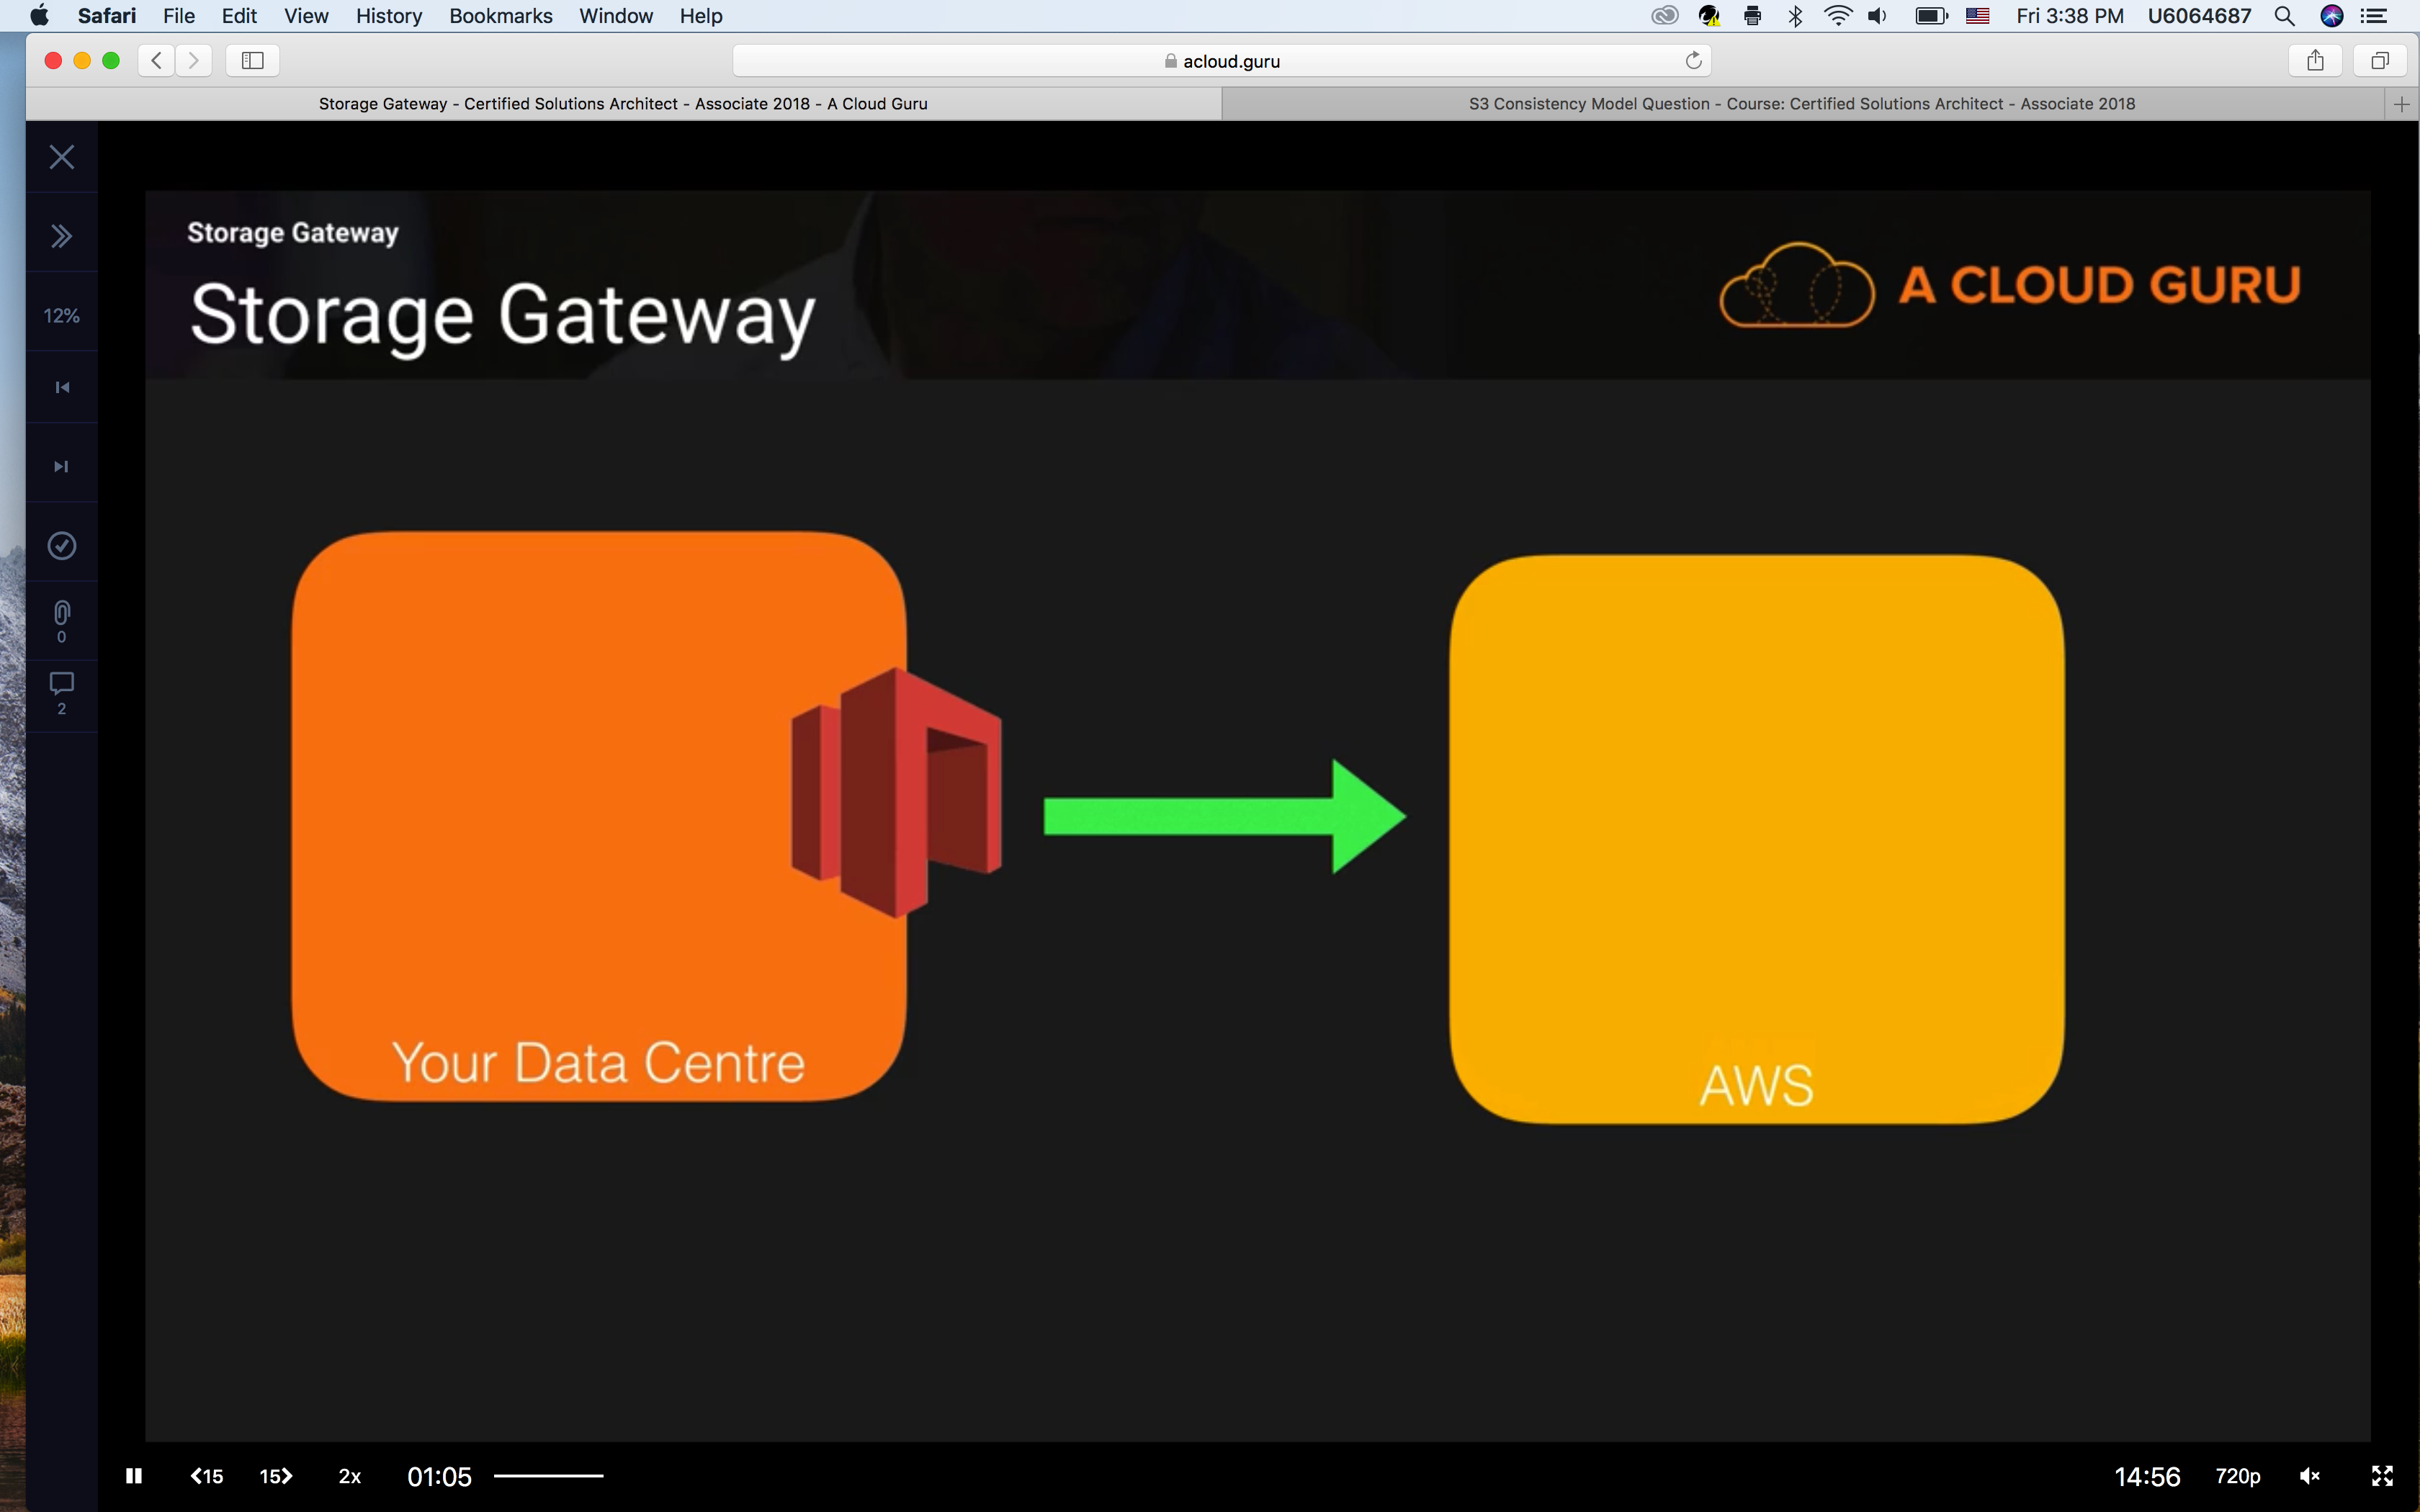 Safari File Edit View History Bookmarks Window Help Fri 3:38 PM U6064687
acloud.guru
Storage Gateway - Certified Solutions Architect - Associate 2018 - A Cloud Guru
S3 Consistency Model Question - Course: Certified Solutions Architect - Associate 2018
12%
0
2
Storage Gateway
Storage Gateway
A CLOUD GURU
Your Data Centre
AWS
15 15 2x 01:05 14:56 720p